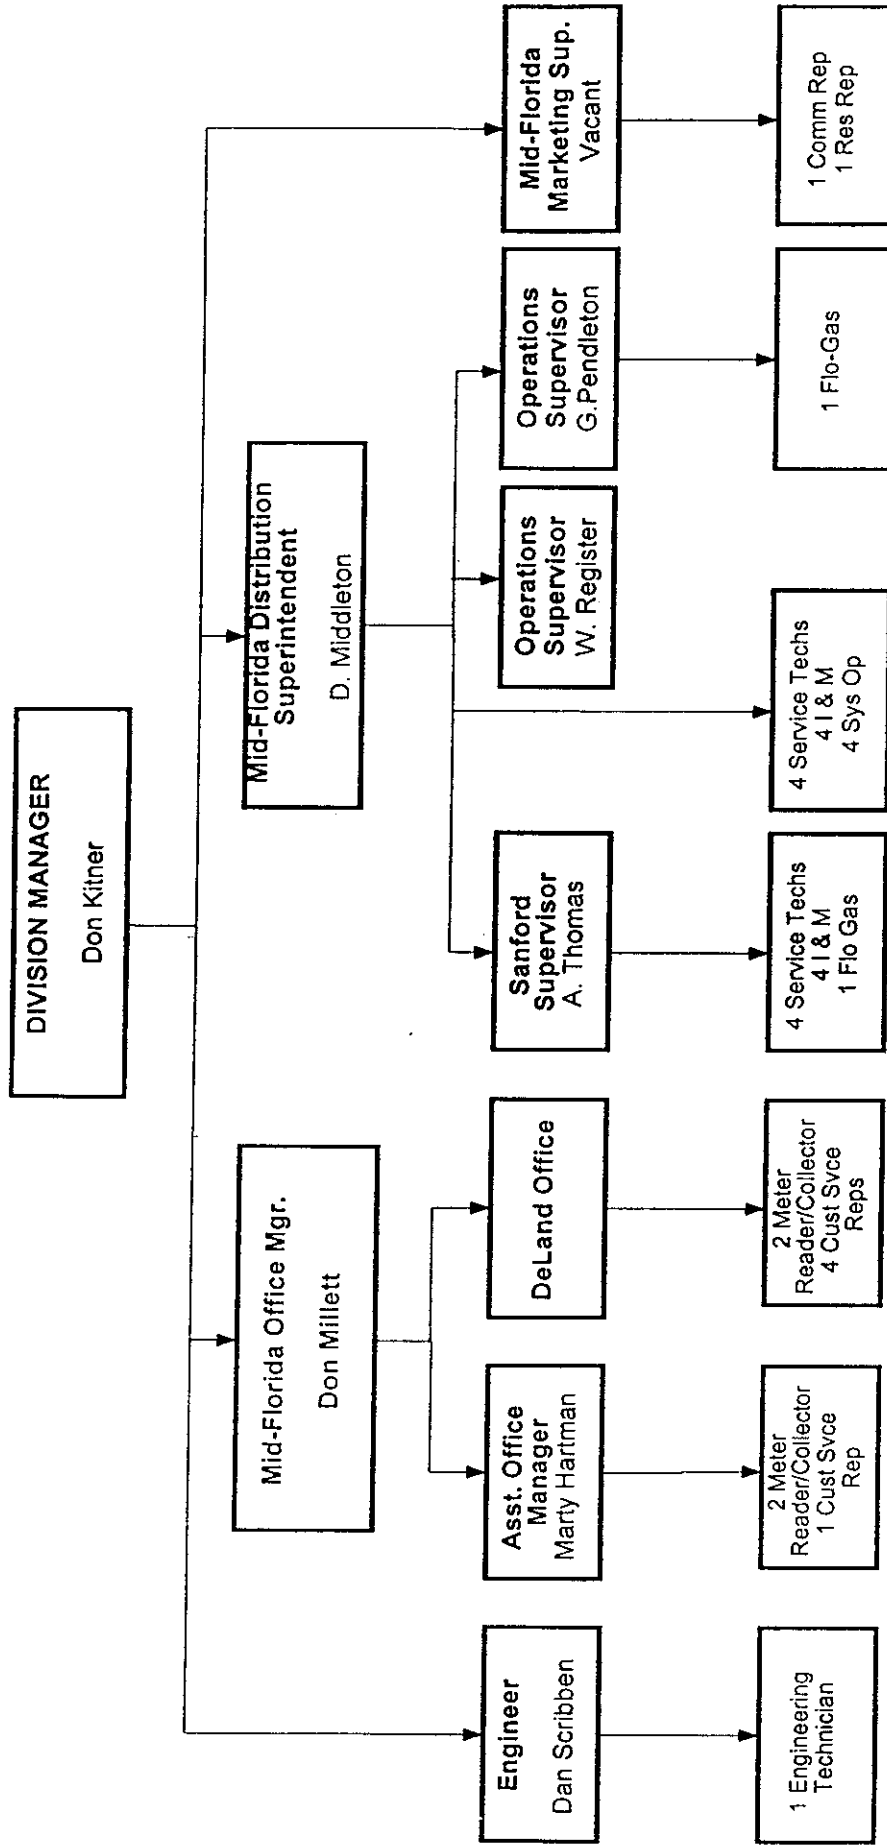 DIVISION MANAGER
Don Kitner
Mid-Florida Office Mgr.
Don Millett
Mid-Florida Distribution
Superintendent
D. Middleton
Engineer
Dan Scribben
Asst. Office
Manager
Marty Hartman
DeLand Office
Sanford
Supervisor
A. Thomas
Operations
Supervisor
W. Register
Operations
Supervisor
G.Pendleton
Mid-Florida
Marketing Sup.
Vacant
1 Engineering
Technician
2 Meter
Reader/Collector
1 Cust Svce
Rep
2 Meter
Reader/Collector
4 Cust Svce
Reps
4 Service Techs
4 I & M
1 Flo Gas
4 Service Techs
4 I & M
4 Sys Op
1 Flo-Gas
1 Comm Rep
1 Res Rep